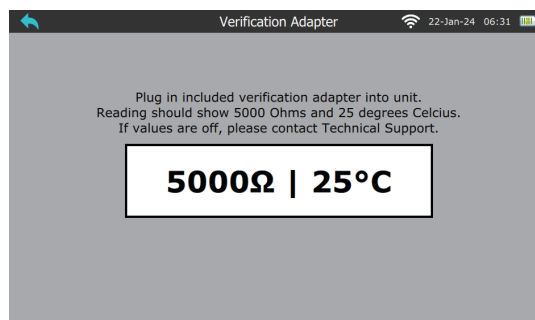 Verification Adapter 22-Jan-24 06:31
Plug in included verification adapter into unit.
Reading should show 5000 Ohms and 25 degrees Celcius.
If values are off, please contact Technical Support.
5000Ω | 25°C